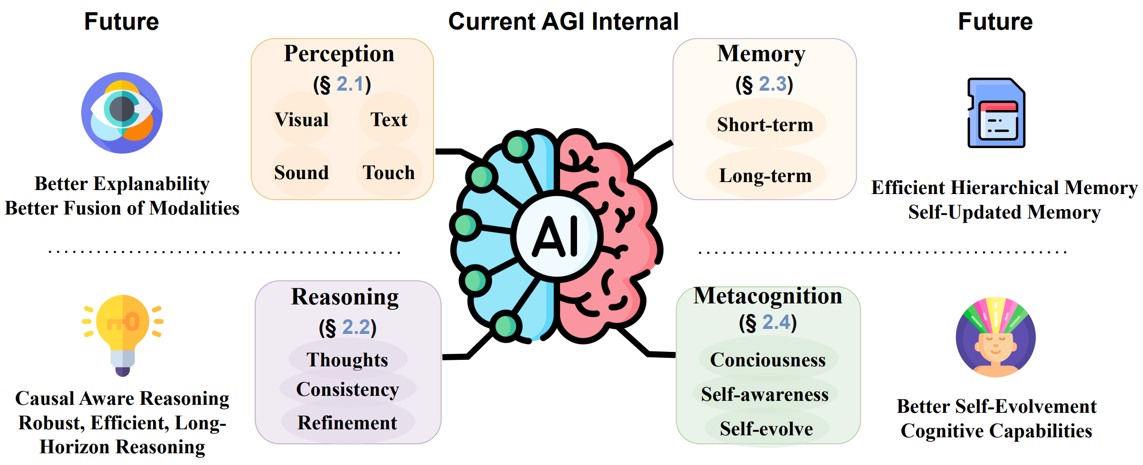 Future
Current AGI Internal
Future
Perception
(§ 2.1)
Visual
Text
Sound
Touch
Better Explanability
Better Fusion of Modalities
Memory
(§ 2.3)
Short-term
Long-term
Efficient Hierarchical Memory
Self-Updated Memory
AI
Reasoning
(§ 2.2)
Thoughts
Consistency
Refinement
Causal Aware Reasoning
Robust, Efficient, Long-
Horizon Reasoning
Metacognition
(§ 2.4)
Conciousness
Self-awareness
Self-evolve
Better Self-Evolvement
Cognitive Capabilities